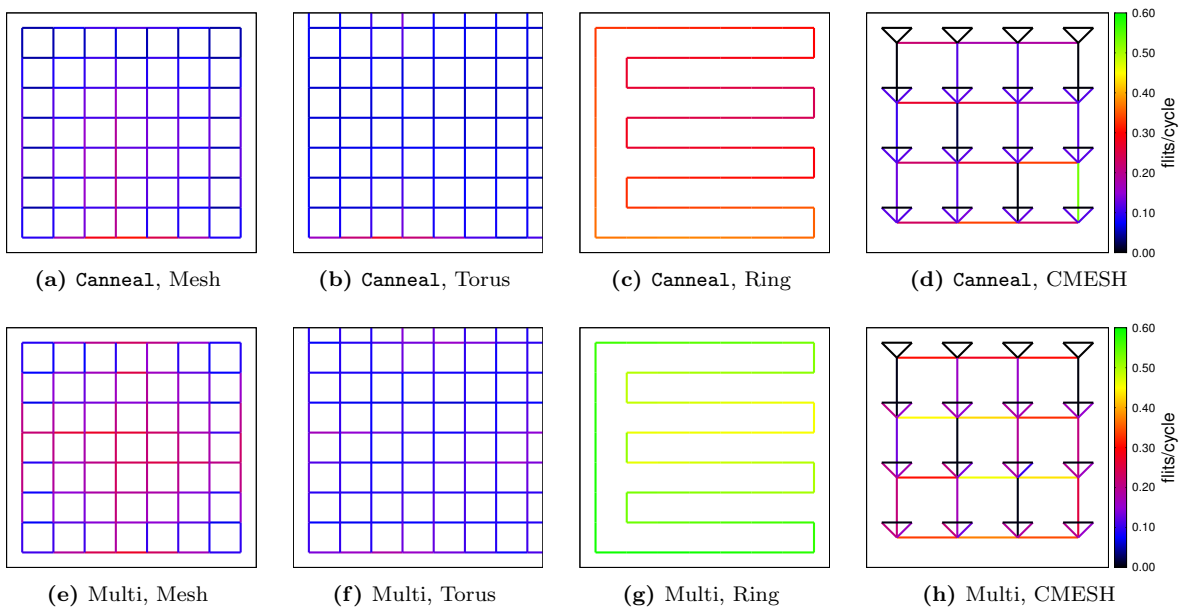 0.60
0.50
0.40
0.30
0.20
0.10
0.00
flits/cycle
(a) Canneal, Mesh
(b) Canneal, Torus
(c) Canneal, Ring
(d) Canneal, CMESH
0.60
0.50
0.40
0.30
0.20
0.10
0.00
flits/cycle
(e) Multi, Mesh
(f) Multi, Torus
(g) Multi, Ring
(h) Multi, CMESH